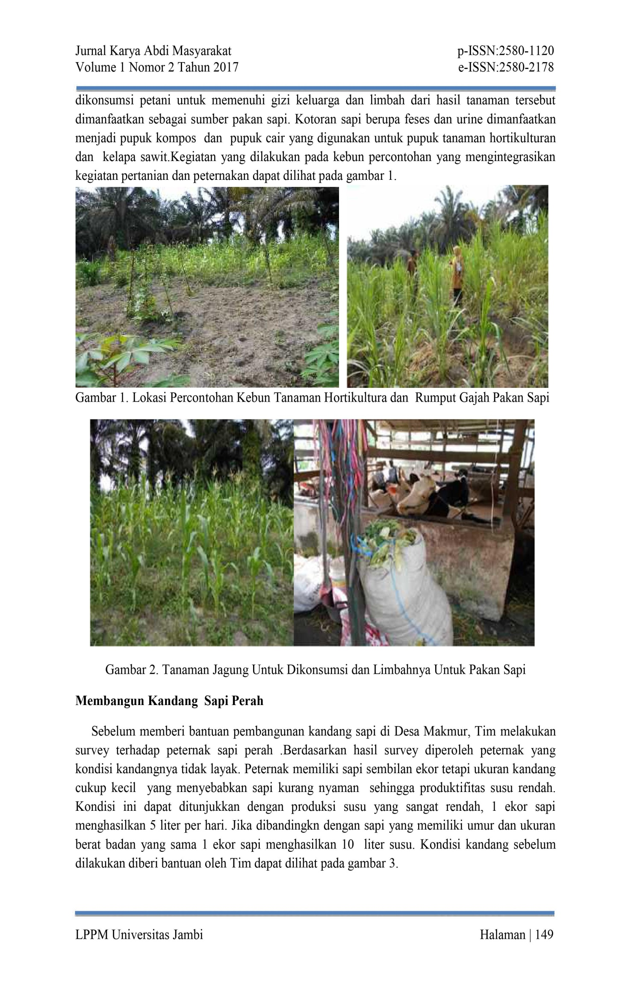 Jurnal Karya Abdi Masyarakat
p-ISSN:2580-1120
Volume 1 Nomor 2 Tahun 2017
e-ISSN:2580-2178
dikonsumsi petani untuk memenuhi gizi keluarga dan limbah dari hasil tanaman tersebut
dimanfaatkan sebagai sumber pakan sapi. Kotoran sapi berupa feses dan urine dimanfaatkan
menjadi pupuk kompos dan pupuk cair yang digunakan untuk pupuk tanaman hortikulturan
dan kelapa sawit.Kegiatan yang dilakukan pada kebun percontohan yang mengintegrasikan
kegiatan pertanian dan peternakan dapat dilihat pada gambar 1.
Gambar 1. Lokasi Percontohan Kebun Tanaman Hortikultura dan Rumput Gajah Pakan Sapi
Gambar 2. Tanaman Jagung Untuk Dikonsumsi dan Limbahnya Untuk Pakan Sapi
Membangun Kandang Sapi Perah
Sebelum memberi bantuan pembangunan kandang sapi di Desa Makmur, Tim melakukan
survey terhadap peternak sapi perah .Berdasarkan hasil survey diperoleh peternak yang
kondisi kandangnya tidak layak. Peternak memiliki sapi sembilan ekor tetapi ukuran kandang
cukup kecil yang menyebabkan sapi kurang nyaman sehingga produktifitas susu rendah.
Kondisi ini dapat ditunjukkan dengan produksi susu yang sangat rendah, 1 ekor sapi
menghasilkan 5 liter per hari. Jika dibandingkn dengan sapi yang memiliki umur dan ukuran
berat badan yang sama 1 ekor sapi menghasilkan 10 liter susu. Kondisi kandang sebelum
dilakukan diberi bantuan oleh Tim dapat dilihat pada gambar 3.
LPPM Universitas Jambi
Halaman | 149